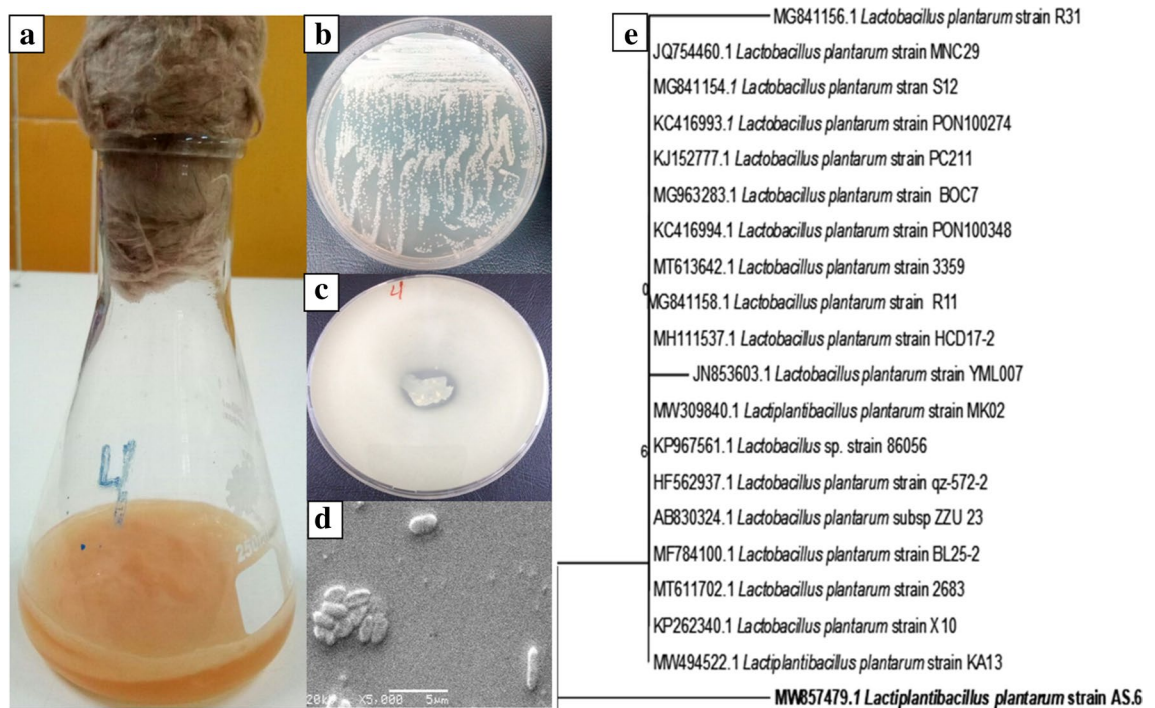 a
4
250
b
c
4
d
20k
X5,000
5µm
e
MG841156.1 Lactobacillus plantarum strain R31
JQ754460.1 Lactobacillus plantarum strain MNC29
MG841154.1 Lactobacillus plantarum stran S12
KC416993.1 Lactobacillus plantarum strain PON100274
KJ152777.1 Lactobacillus plantarum strain PC211
MG963283.1 Lactobacillus plantarum strain BOC7
KC416994.1 Lactobacillus plantarum strain PON100348
MT613642.1 Lactobacillus plantarum strain 3359
0
MG841158.1 Lactobacillus plantarum strain R11
MH111537.1 Lactobacillus plantarum strain HCD17-2
JN853603.1 Lactobacillus plantarum strain YML007
MW309840.1 Lactiplantibacillus plantarum strain MK02
6
KP967561.1 Lactobacillus sp. strain 86056
HF562937.1 Lactobacillus plantarum strain qz-572-2
AB830324.1 Lactobacillus plantarum subsp ZZU 23
MF784100.1 Lactobacillus plantarum strain BL25-2
MT611702.1 Lactobacillus plantarum strain 2683
KP262340.1 Lactobacillus plantarum strain X10
MW494522.1 Lactiplantibacillus plantarum strain KA13
MW857479.1 Lactiplantibacillus plantarum strain AS.6